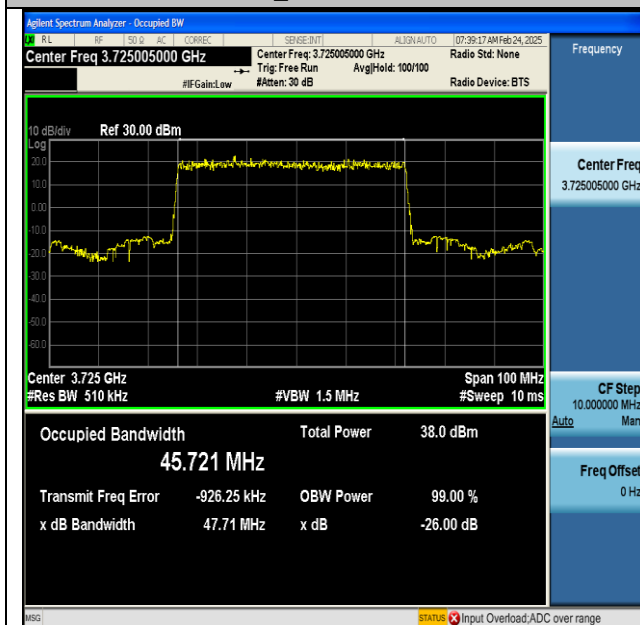 Agilent Spectrum Analyzer - Occupied BW
LXI RL RF 50 Ω AC CORREC SENSE:INT ALIGN AUTO 07:39:17 AM Feb 24, 2025
Center Freq 3.725005000 GHz
Center Freq: 3.725005000 GHz
Radio Std: None
Trig: Free Run Avg|Hold: 100/100
#IFGain:Low #Atten: 30 dB Radio Device: BTS
Frequency
10 dB/div Ref 30.00 dBm
Log
20.0
10.0
0.00
-10.0
-20.0
-30.0
-40.0
-50.0
-60.0
Center 3.725 GHz Span 100 MHz
#Res BW 510 kHz #VBW 1.5 MHz #Sweep 10 ms
Occupied Bandwidth Total Power 38.0 dBm
45.721 MHz
Transmit Freq Error -926.25 kHz OBW Power 99.00 %
x dB Bandwidth 47.71 MHz x dB -26.00 dB
Center Freq
3.725005000 GHz
CF Step
10.000000 MHz
Auto Man
Freq Offset
0 Hz
MSG STATUS Input Overload;ADC over range